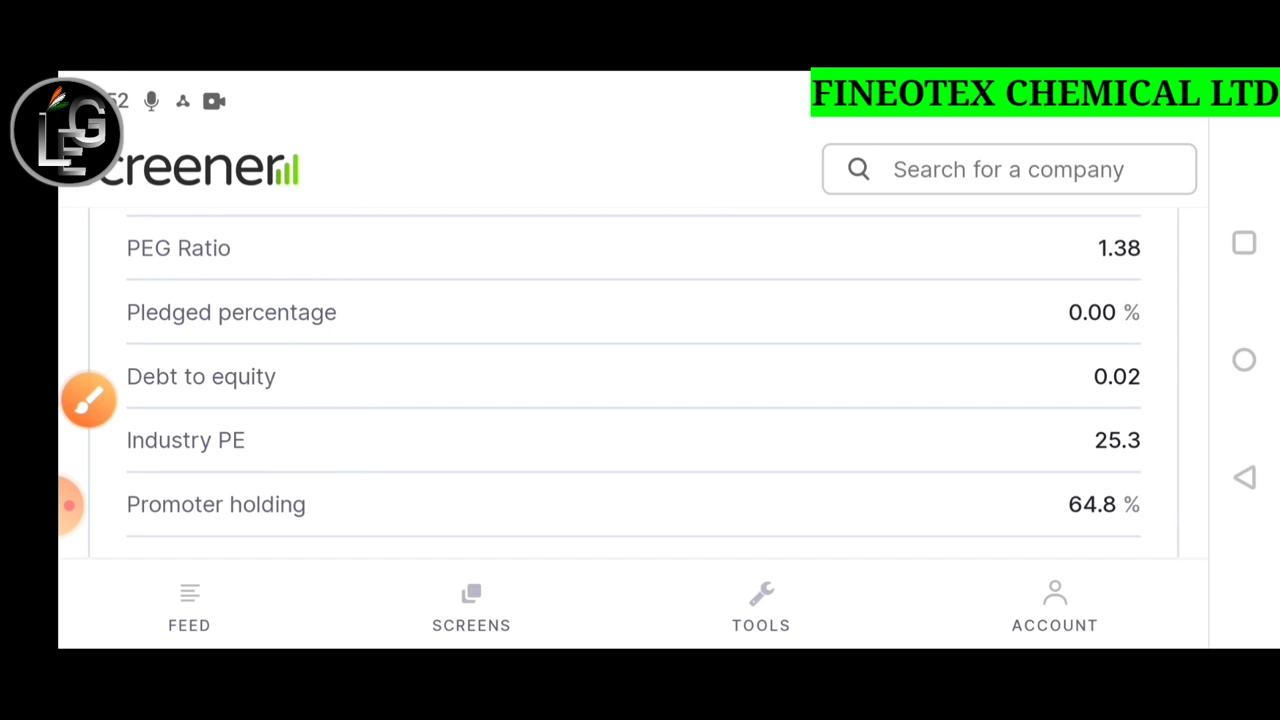 52
FINEOTEX CHEMICAL LTD
LEG
creener
Search for a company
PEG Ratio 1.38
Pledged percentage 0.00 %
Debt to equity 0.02
Industry PE 25.3
Promoter holding 64.8 %
FEED SCREENS TOOLS ACCOUNT